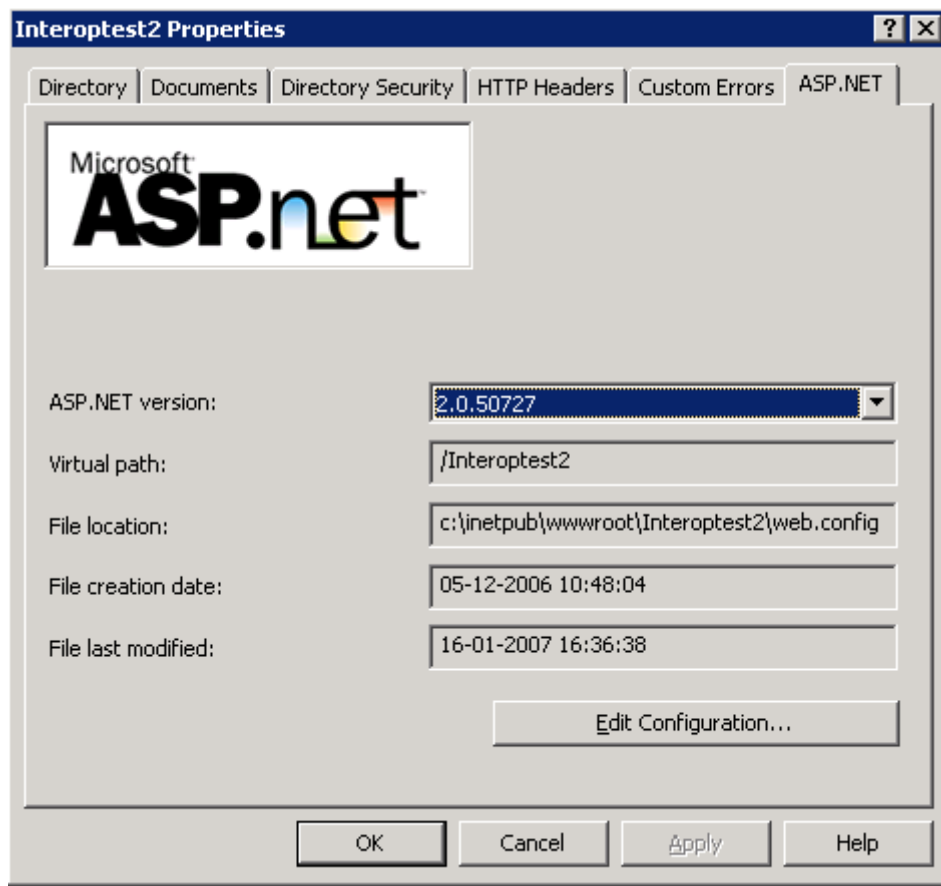 Interoptest2 Properties
Directory Documents Directory Security HTTP Headers Custom Errors ASP.NET
Microsoft
ASP.net
ASP.NET version: 2.0.50727
Virtual path: /Interoptest2
File location: c:\inetpub\wwwroot\Interoptest2\web.config
File creation date: 05-12-2006 10:48:04
File last modified: 16-01-2007 16:36:38
Edit Configuration...
OK Cancel Apply Help